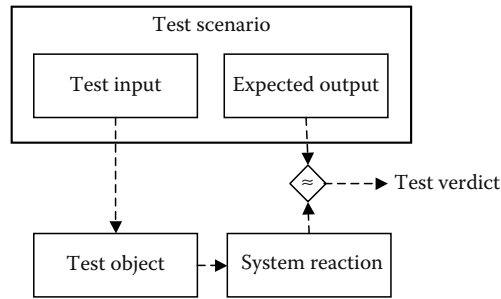 Test scenario
Test input
Expected output
≈
Test verdict
Test object
System reaction